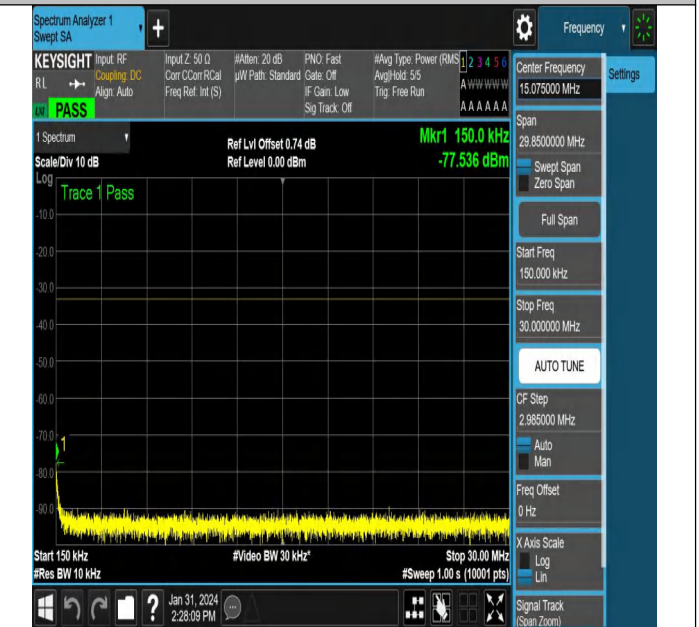 Spectrum Analyzer 1
Swept SA
+
Frequency
KEYSIGHT
RL
Input: RF
Coupling: DC
Align: Auto
Input Z: 50 Ω
Corr CCorr RCal
Freq Ref: Int (S)
#Atten: 20 dB
µW Path: Standard
PNO: Fast
Gate: Off
IF Gain: Low
Sig Track: Off
#Avg Type: Power (RMS
Avg|Hold: 5/5
Trig: Free Run
1 2 3 4 5 6
A W W W W W
A A A A A A
LXI
PASS
1 Spectrum
Scale/Div 10 dB
Ref Lvl Offset 0.74 dB
Ref Level 0.00 dBm
Mkr1 150.0 kHz
-77.536 dBm
Log
Trace 1 Pass
-10.0
-20.0
-30.0
-40.0
-50.0
-60.0
-70.0
1
-80.0
-90.0
Start 150 kHz
#Video BW 30 kHz*
Stop 30.00 MHz
#Res BW 10 kHz
#Sweep 1.00 s (10001 pts)
?
Jan 31, 2024
2:28:09 PM
Center Frequency
15.075000 MHz
Settings
Span
29.8500000 MHz
Swept Span
Zero Span
Full Span
Start Freq
150.000 kHz
Stop Freq
30.000000 MHz
AUTO TUNE
CF Step
2.985000 MHz
Auto
Man
Freq Offset
0 Hz
X Axis Scale
Log
Lin
Signal Track
(Span Zoom)